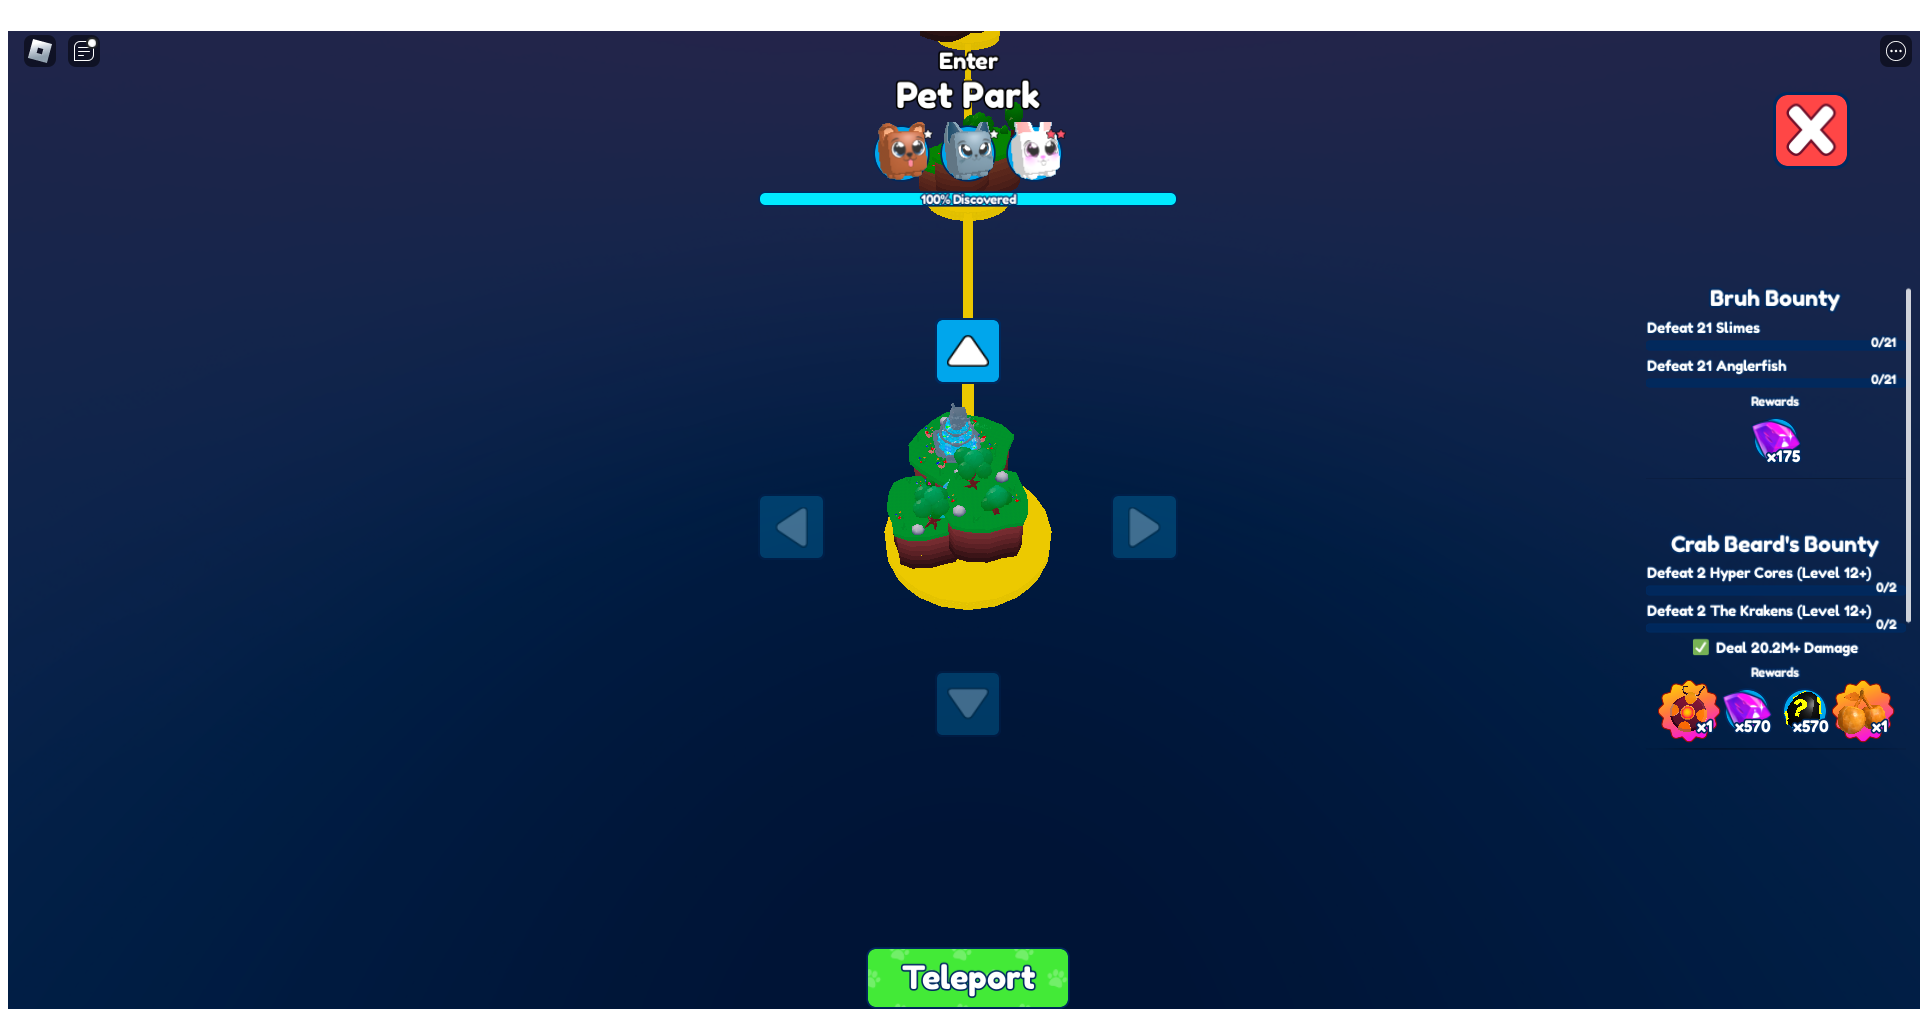 Enter
Pet Park
100% Discovered
Bruh Bounty
Defeat 21 Slimes
0/21
Defeat 21 Anglerfish
0/21
Rewards
x175
Crab Beard's Bounty
Defeat 2 Hyper Cores (Level 12+)
0/2
Defeat 2 The Krakens (Level 12+)
0/2
Deal 20.2M+ Damage
Rewards
x1 x570 ? x570 x1
Teleport